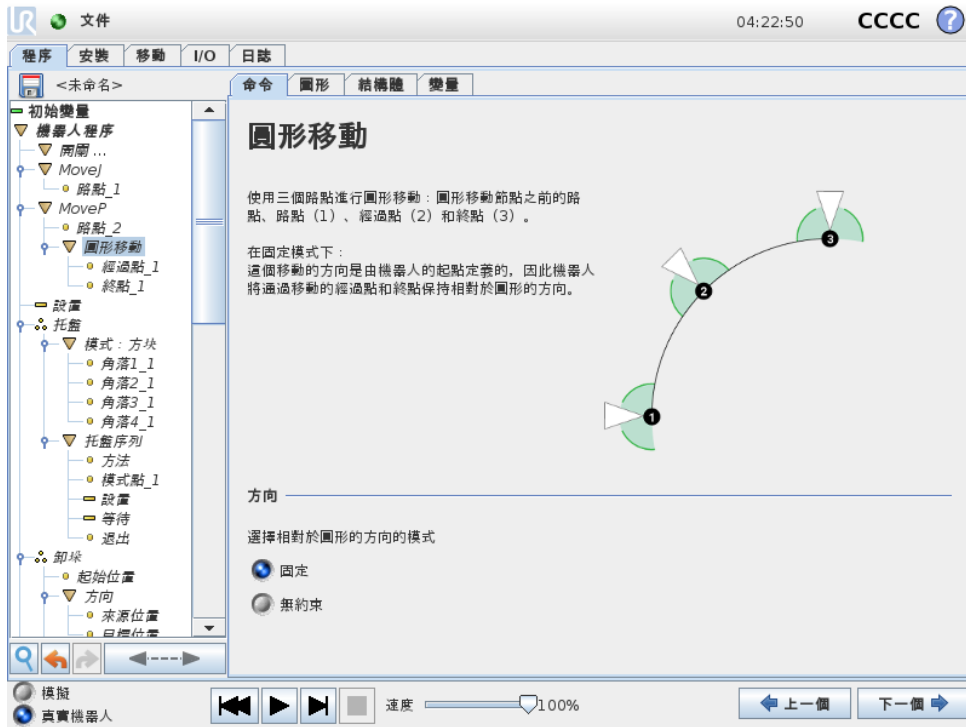 UR 文件 04:22:50 CCCC ?
程序 安裝 移動 I/O 日誌
<未命名>
命令 圖形 結構體 變量
初始變量
機器人程序
開闔 ...
MoveJ
路點_1
MoveP
路點_2
圓形移動
經過點_1
終點_1
設置
托盤
模式：方块
角落1_1
角落2_1
角落3_1
角落4_1
托盤序列
方法
模式點_1
設置
等待
退出
卸垛
起始位置
方向
來源位置
目標位置
圓形移動
使用三個路點進行圓形移動：圓形移動節點之前的路
點、路點（1）、經過點（2）和終點（3）。
在固定模式下：
這個移動的方向是由機器人的起點定義的，因此機器人
將通過移動的經過點和終點保持相對於圓形的方向。
3
2
1
方向
選擇相對於圓形的方向的模式
固定
無約束
模擬
真實機器人
速度 100%
上一個 下一個